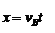 x = v_B t